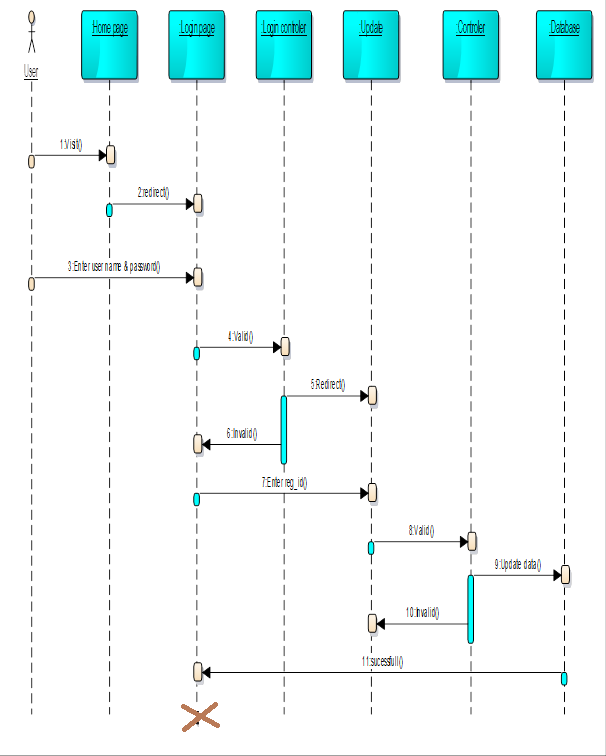 :Home page
:Login page
:Login controler
:Update
:Controler
:Database
User
1:Visit()
2:redirect()
3:Enter user name & password()
4:Valid()
5:Redirect()
6:Invalid()
7:Enter reg_id()
8:Valid()
9:Update data()
10:Invalid()
11:sucessfull()